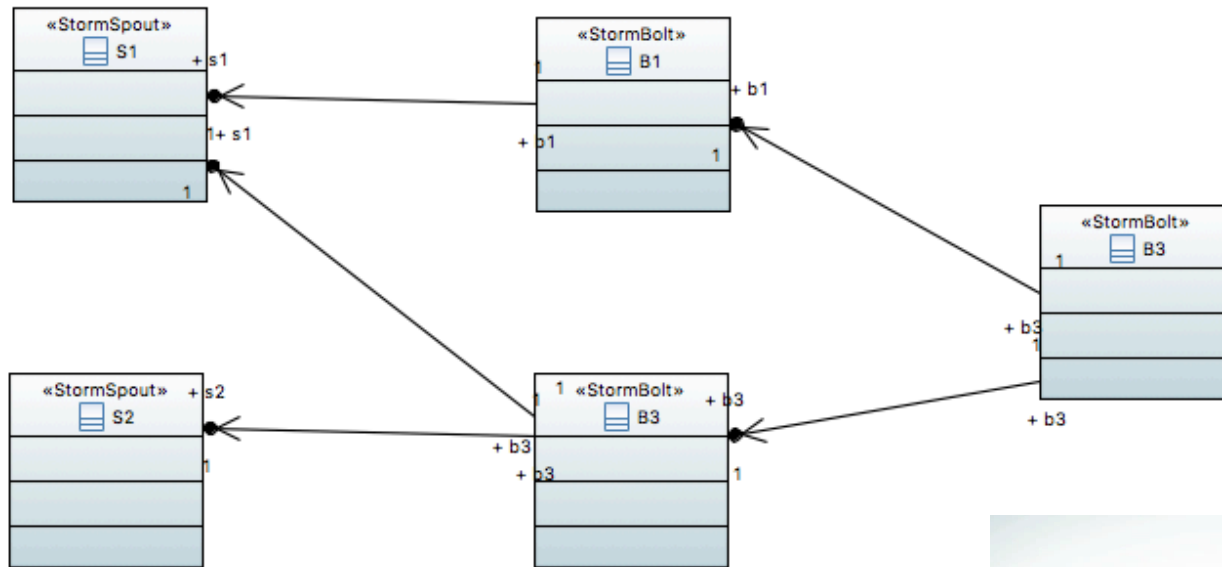 «StormSpout»
S1
+ s1
1
+ s1
1
«StormBolt»
B1
1
+ b1
+ b1
1
«StormBolt»
B3
1
+ b3
1
+ b3
«StormSpout»
S2
+ s2
1
«StormBolt»
B3
1
1
+ b3
+ b3
+ b3
1